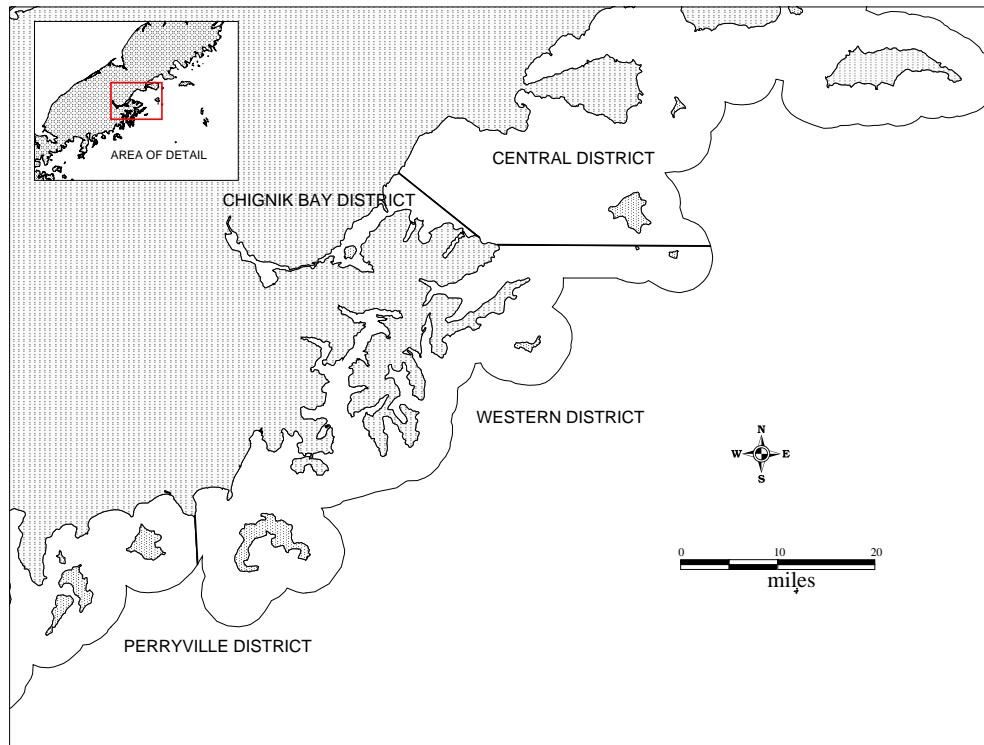 AREA OF DETAIL
CENTRAL DISTRICT
CHIGNIK BAY DISTRICT
WESTERN DISTRICT
N
W E
S
0 10 20
miles
PERRYVILLE DISTRICT